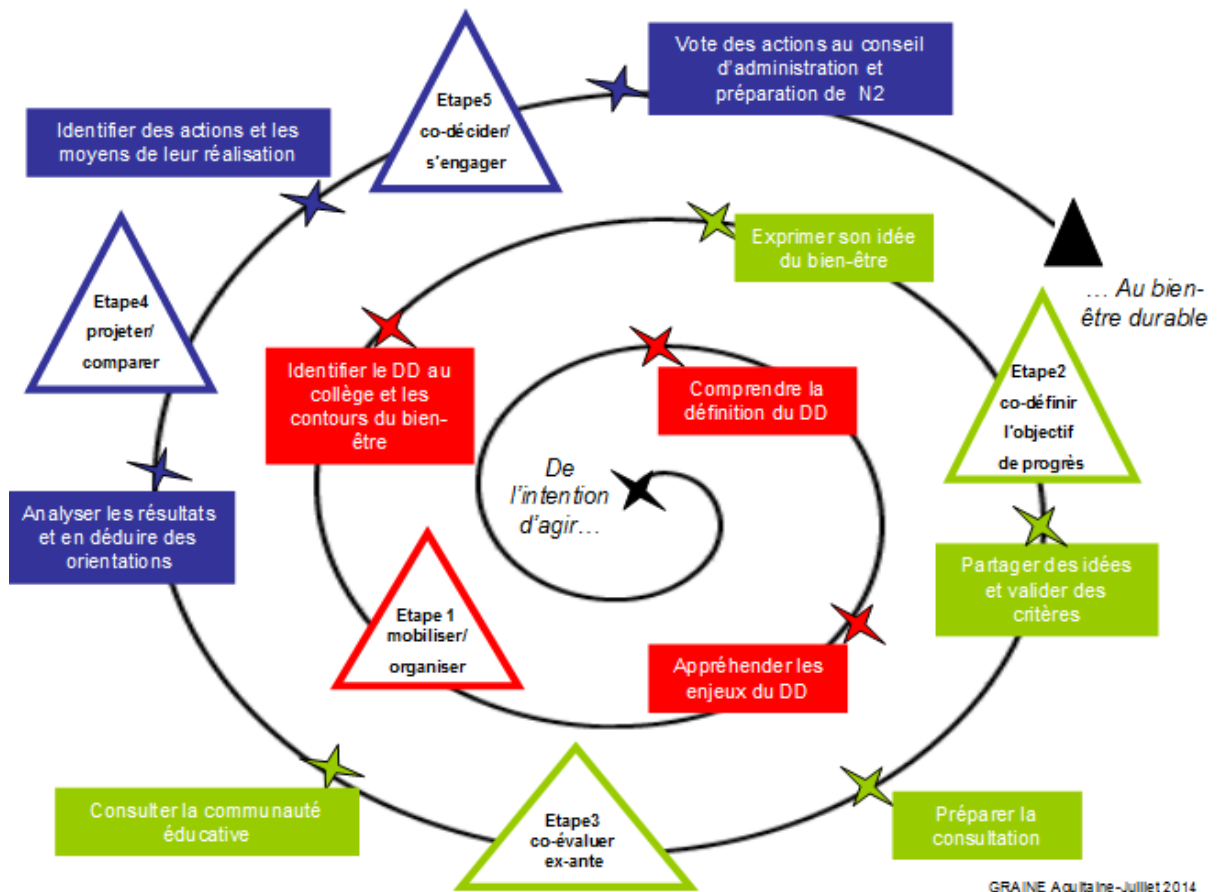 Vote des actions au conseil
d'administration et
préparation de N2
Etape5
co-décider/
s'engager
Identifier des actions et les
moyens de leur réalisation
Exprimer son idée
du bien-être
… Au bien-
être durable
Etape4
projeter/
comparer
Identifier le DD au
collège et les
contours du bien-
être
Comprendre la
définition du DD
Etape2
co-définir
l'objectif
de progrès
De
l'intention
d'agir…
Analyser les résultats
et en déduire des
orientations
Partager des idées
et valider des
critères
Etape 1
mobiliser/
organiser
Appréhender les
enjeux du DD
Consulter la communauté
éducative
Etape3
co-évaluer
ex-ante
Préparer la
consultation
GRAINE Aquitaine-Juillet 2014